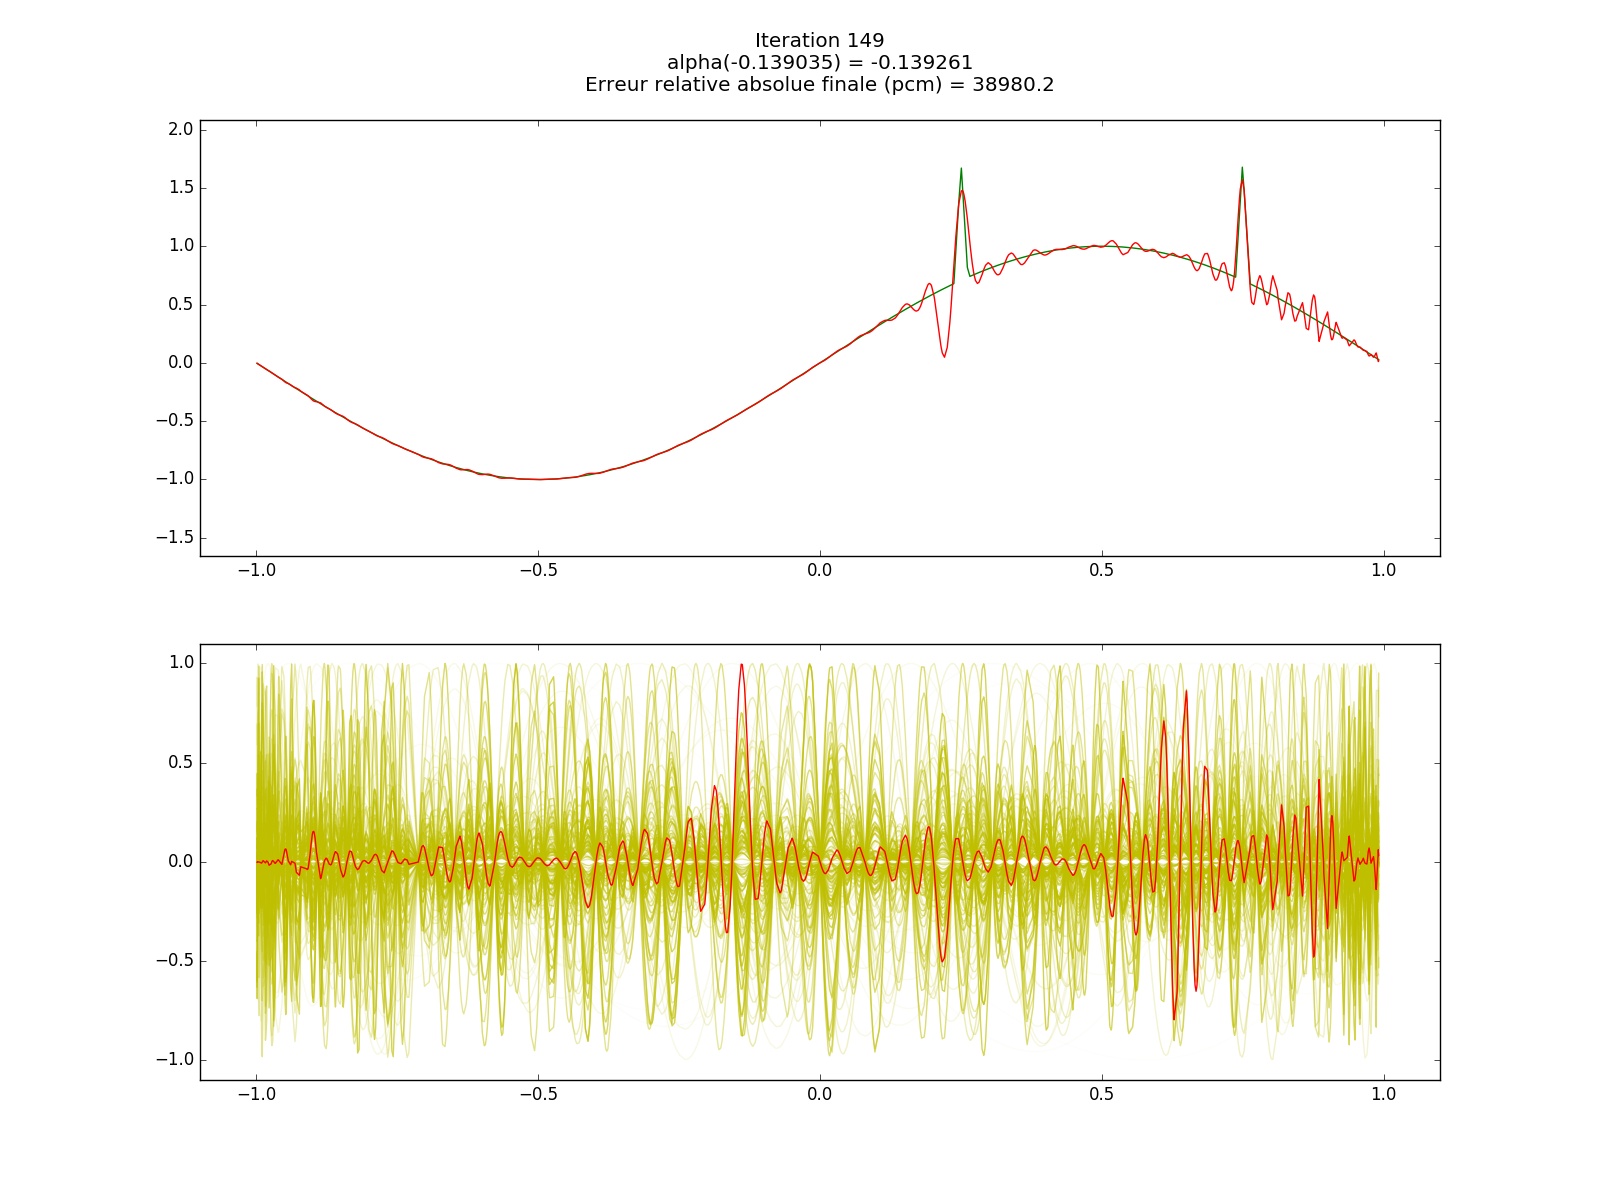 Iteration 149
alpha(-0.139035) = -0.139261
Erreur relative absolue finale (pcm) = 38980.2
2.0
1.5
1.0
0.5
0.0
−0.5
−1.0
−1.5
−1.0 −0.5 0.0 0.5 1.0
1.0
0.5
0.0
−0.5
−1.0
−1.0 −0.5 0.0 0.5 1.0